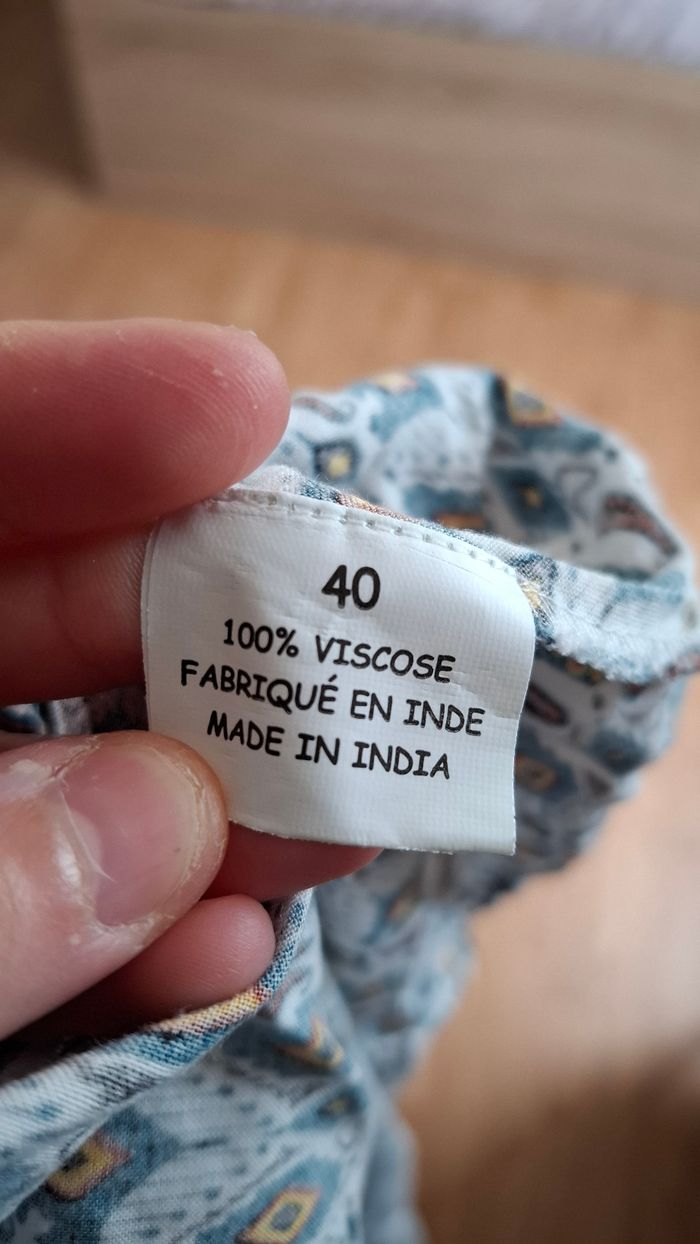 40
100% VISCOSE
FABRIQUÉ EN INDE
MADE IN INDIA